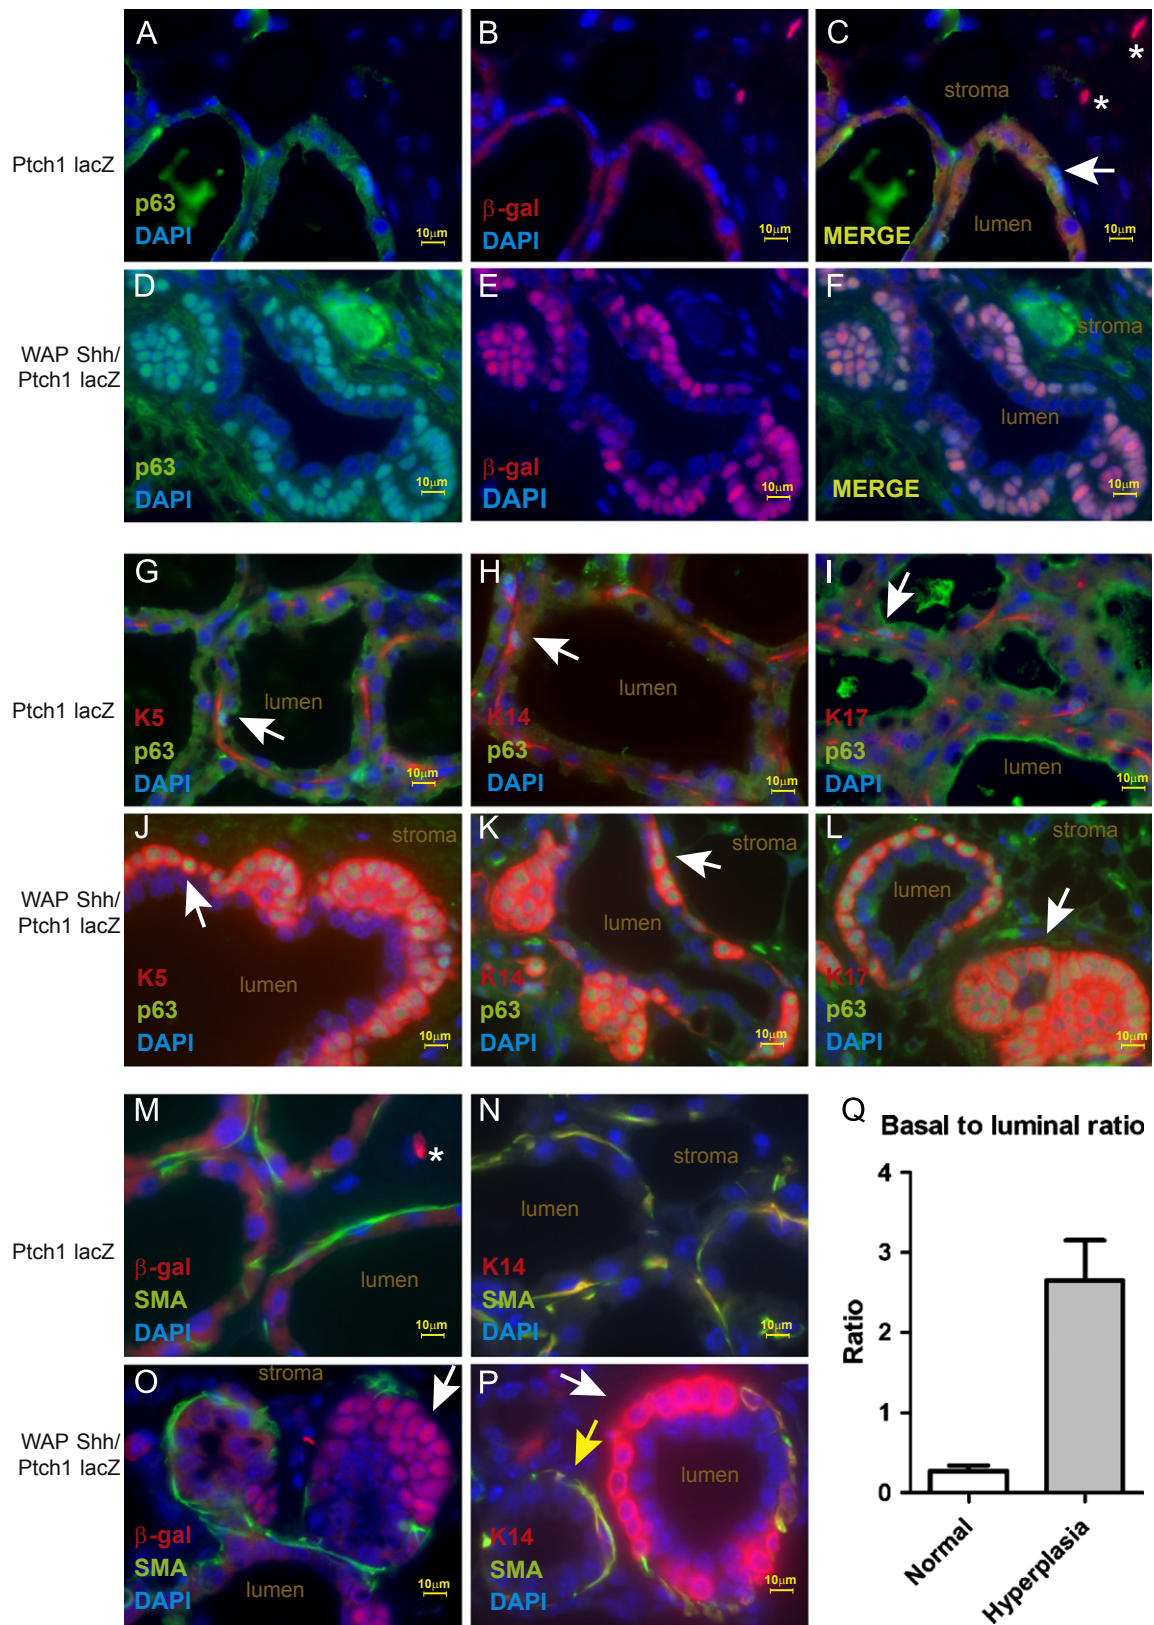 A
B
C
stroma
*
*
Ptch1 lacZ
p63
DAPI
10μm
β-gal
DAPI
10μm
lumen
MERGE
10μm
D
E
F
stroma
WAP Shh/
Ptch1 lacZ
lumen
p63
DAPI
10μm
β-gal
DAPI
10μm
MERGE
10μm
G
H
I
Ptch1 lacZ
lumen
K5
p63
DAPI
10μm
lumen
K14
p63
DAPI
10μm
K17
p63
DAPI
lumen
10μm
J
stroma
K
stroma
L
stroma
WAP Shh/
Ptch1 lacZ
lumen
K5
p63
DAPI
10μm
lumen
K14
p63
DAPI
10μm
lumen
K17
p63
DAPI
10μm
M
*
N
stroma
Ptch1 lacZ
β-gal
SMA
DAPI
lumen
10μm
lumen
K14
SMA
DAPI
10μm
O
stroma
P
WAP Shh/
Ptch1 lacZ
β-gal
SMA
DAPI
lumen
10μm
lumen
K14
SMA
DAPI
10μm
Q
Basal to luminal ratio
4
3
2
1
0
Ratio
Normal
Hyperplasia